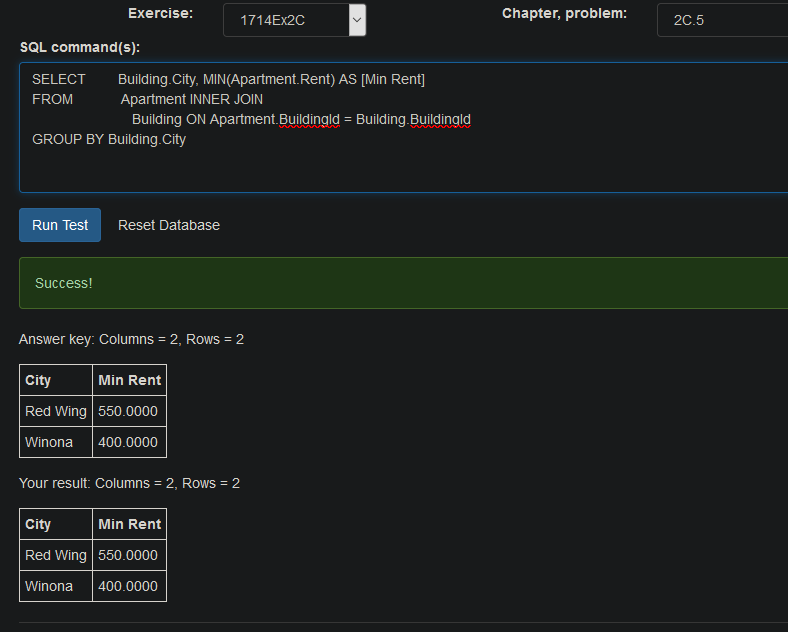 Exercise: 1714Ex2C Chapter, problem: 2C.5
SQL command(s):
SELECT Building.City, MIN(Apartment.Rent) AS [Min Rent]
FROM Apartment INNER JOIN
Building ON Apartment.BuildingId = Building.BuildingId
GROUP BY Building.City
Run Test Reset Database
Success!
Answer key: Columns = 2, Rows = 2
City Min Rent
Red Wing 550.0000
Winona 400.0000
Your result: Columns = 2, Rows = 2
City Min Rent
Red Wing 550.0000
Winona 400.0000